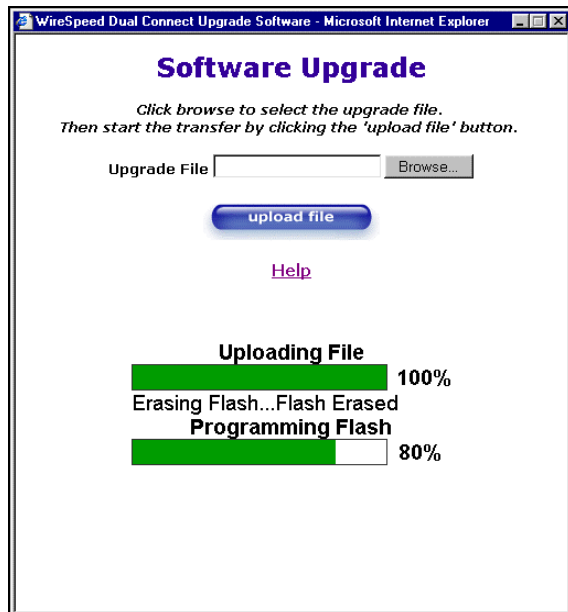 WireSpeed Dual Connect Upgrade Software - Microsoft Internet Explorer
Software Upgrade
Click browse to select the upgrade file.
Then start the transfer by clicking the 'upload file' button.
Upgrade File Browse...
upload file
Help
Uploading File
100%
Erasing Flash...Flash Erased
Programming Flash
80%